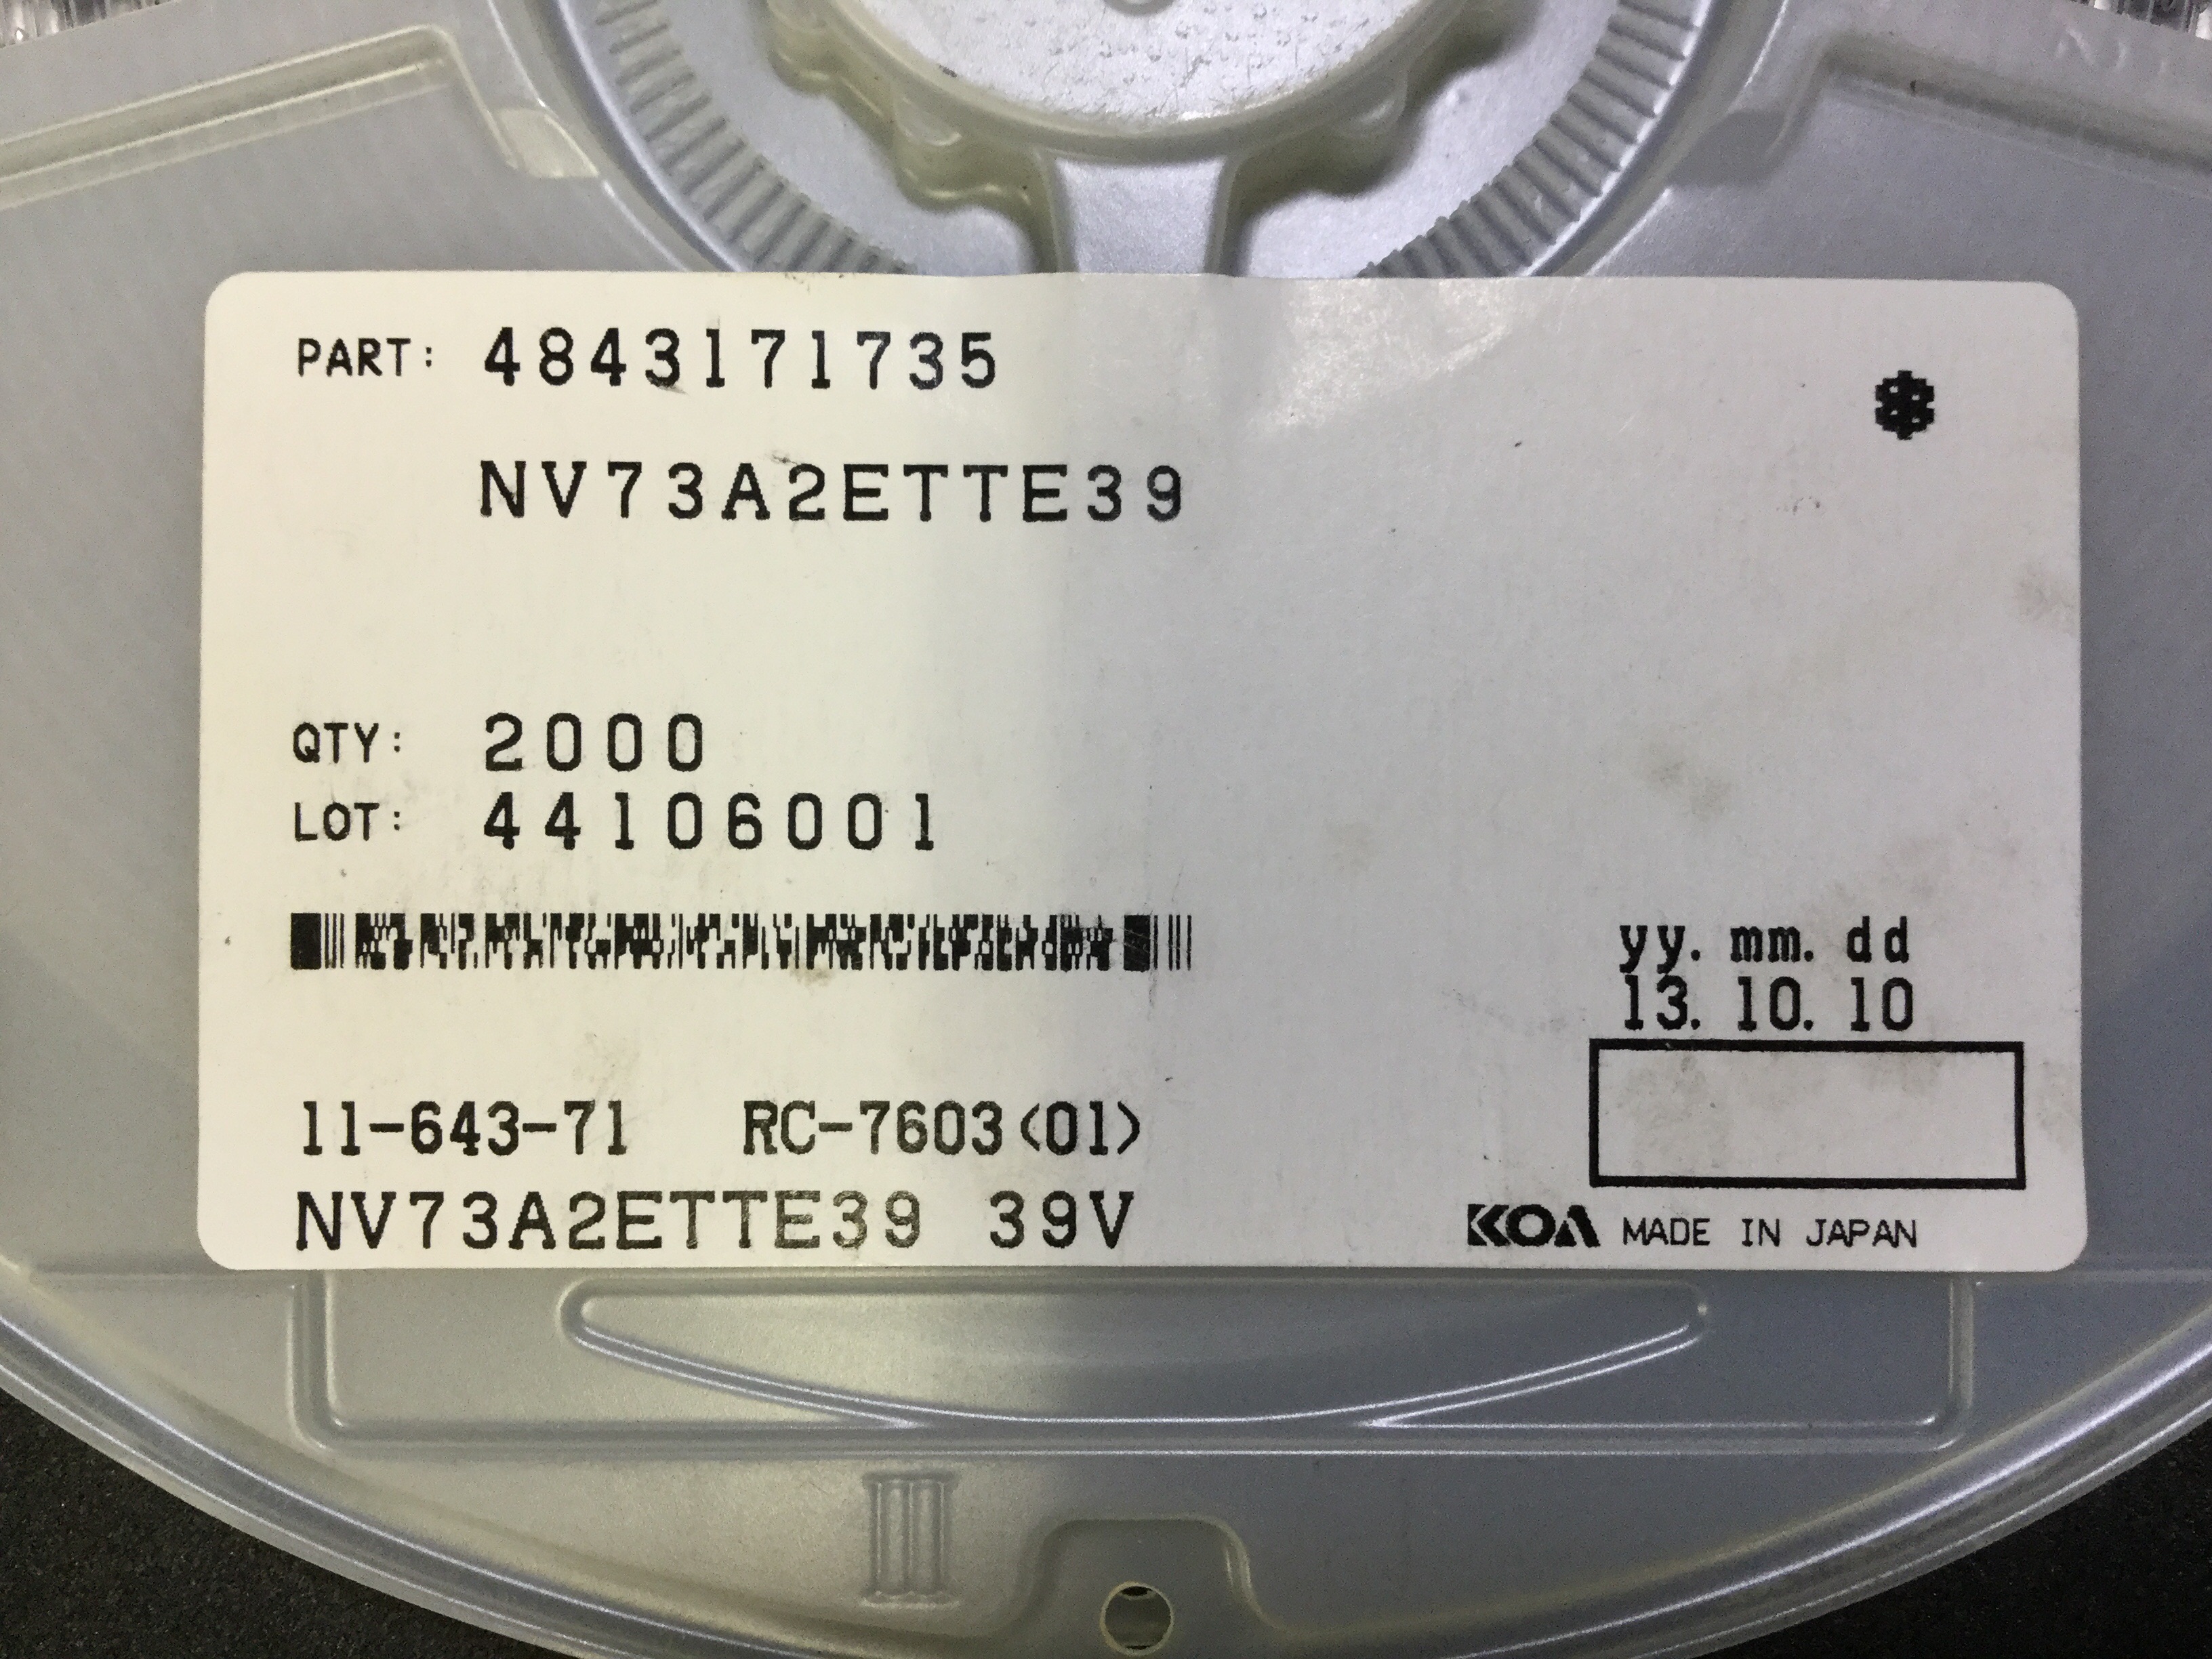 PART: 4843171735
NV73A2ETTE39
QTY: 2000
LOT: 44106001
yy. mm. dd
13. 10. 10
11-643-71 RC-7603<01>
NV73A2ETTE39 39V
KOA MADE IN JAPAN